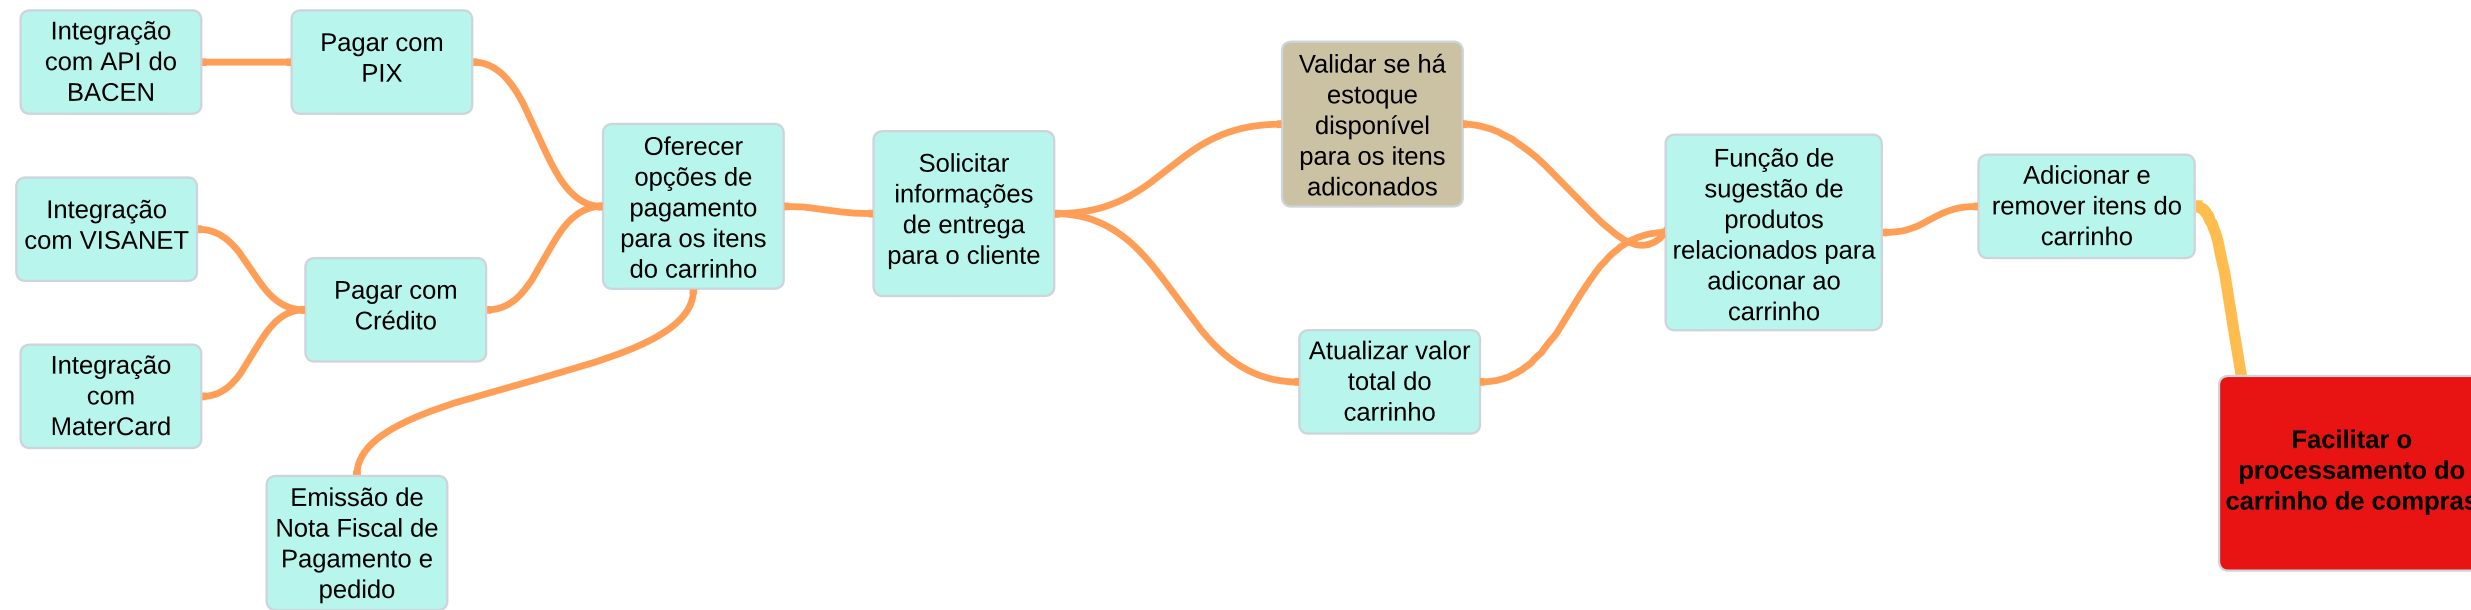 Integração
com API do
BACEN
Pagar com
PIX
Integração
com VISANET
Pagar com
Crédito
Integração
com
MaterCard
Emissão de
Nota Fiscal de
Pagamento e
pedido
Oferecer
opções de
pagamento
para os itens
do carrinho
Solicitar
informações
de entrega
para o cliente
Validar se há
estoque
disponível
para os itens
adiconados
Atualizar valor
total do
carrinho
Função de
sugestão de
produtos
relacionados para
adiconar ao
carrinho
Adicionar e
remover itens do
carrinho
Facilitar o
processamento do
carrinho de compras